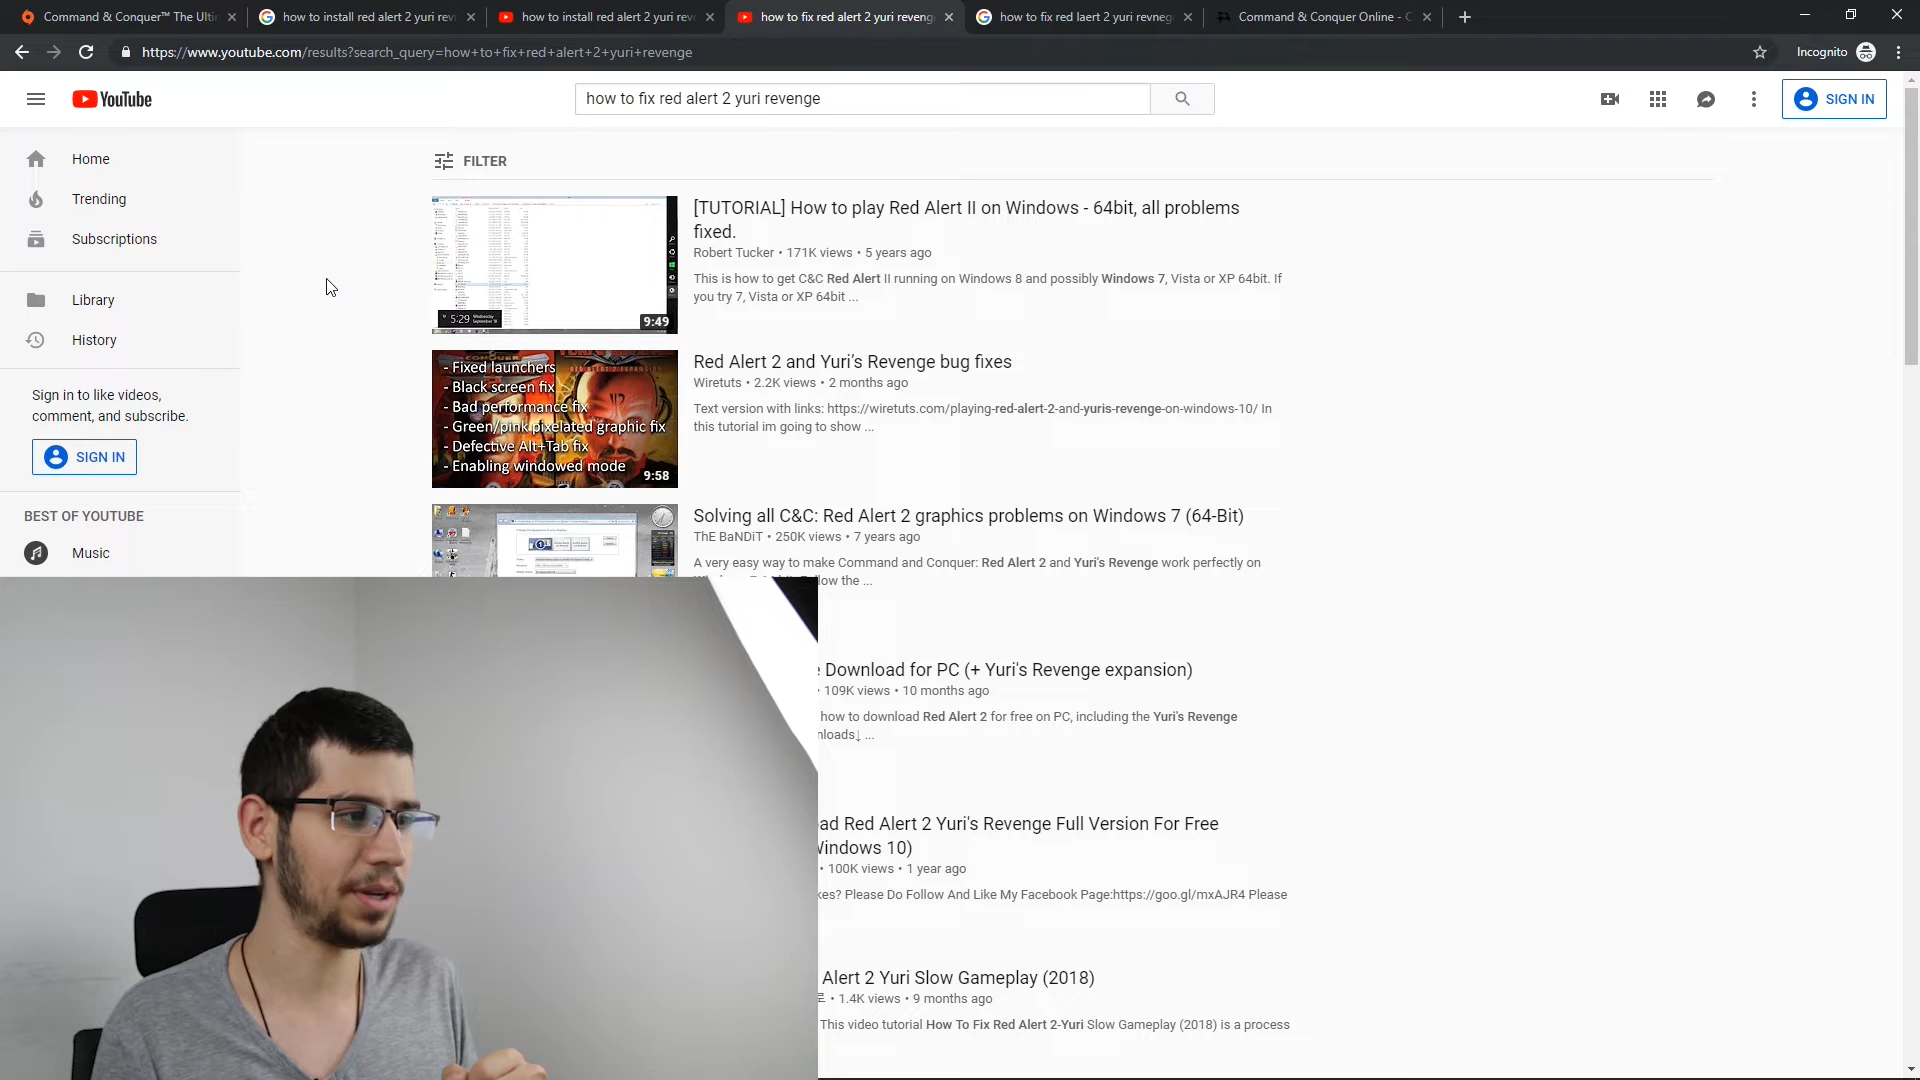 Command & Conquer™ The Ulti
how to install red alert 2 yuri rev
how to install red alert 2 yuri reve
how to fix red alert 2 yuri reveng
how to fix red laert 2 yuri revneg
Command & Conquer Online - C
https://www.youtube.com/results?search_query=how+to+fix+red+alert+2+yuri+revenge
Incognito
YouTube
how to fix red alert 2 yuri revenge
SIGN IN
Home
Trending
Subscriptions
Library
History
Sign in to like videos,
comment, and subscribe.
SIGN IN
BEST OF YOUTUBE
Music
FILTER
5:29
9:49
[TUTORIAL] How to play Red Alert II on Windows - 64bit, all problems
fixed.
Robert Tucker • 171K views • 5 years ago
This is how to get C&C Red Alert II running on Windows 8 and possibly Windows 7, Vista or XP 64bit. If
you try 7, Vista or XP 64bit ...
- Fixed launchers
- Black screen fix
- Bad performance fix
- Green/pink pixelated graphic fix
- Defective Alt+Tab fix
- Enabling windowed mode
9:58
Red Alert 2 and Yuri's Revenge bug fixes
Wiretuts • 2.2K views • 2 months ago
Text version with links: https://wiretuts.com/playing-red-alert-2-and-yuris-revenge-on-windows-10/ In
this tutorial im going to show ...
Solving all C&C: Red Alert 2 graphics problems on Windows 7 (64-Bit)
ThE BaNDiT • 250K views • 7 years ago
A very easy way to make Command and Conquer: Red Alert 2 and Yuri's Revenge work perfectly on
low the ...
e Download for PC (+ Yuri's Revenge expansion)
• 109K views • 10 months ago
how to download Red Alert 2 for free on PC, including the Yuri's Revenge
nloads↓ ...
ad Red Alert 2 Yuri's Revenge Full Version For Free
Windows 10)
• 100K views • 1 year ago
kes? Please Do Follow And Like My Facebook Page:https://goo.gl/mxAJR4 Please
Alert 2 Yuri Slow Gameplay (2018)
• 1.4K views • 9 months ago
This video tutorial How To Fix Red Alert 2-Yuri Slow Gameplay (2018) is a process